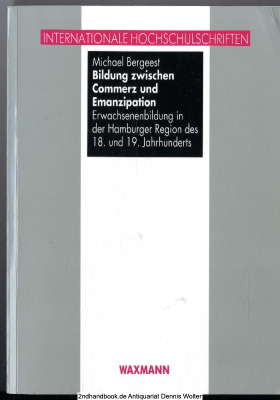 INTERNATIONALE HOCHSCHULSCHRIFTEN
Michael Bergeest
Bildung zwischen
Commerz und
Emanzipation
Erwachsenenbildung in
der Hamburger Region des
18. und 19. Jahrhunderts
WAXMANN
2ndhandbook.de Antiquariat Dennis Wolter